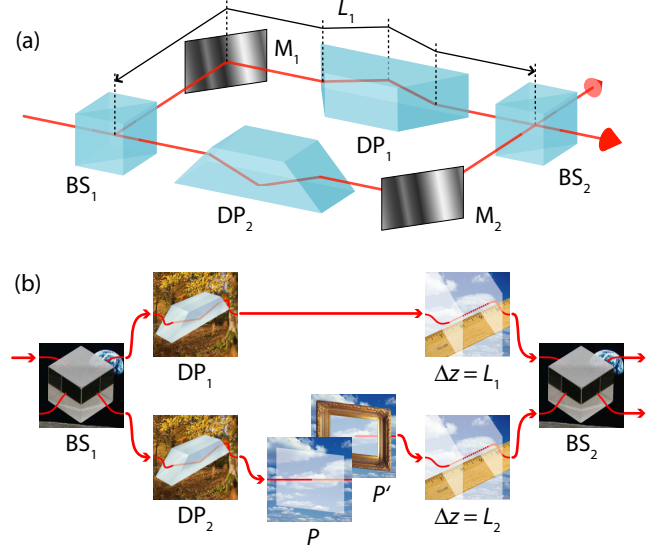 (a)
L₁
M₁
DP₁
BS₁
DP₂
M₂
BS₂
(b)
DP₁
Δz = L₁
BS₁
BS₂
P′
DP₂
P
Δz = L₂